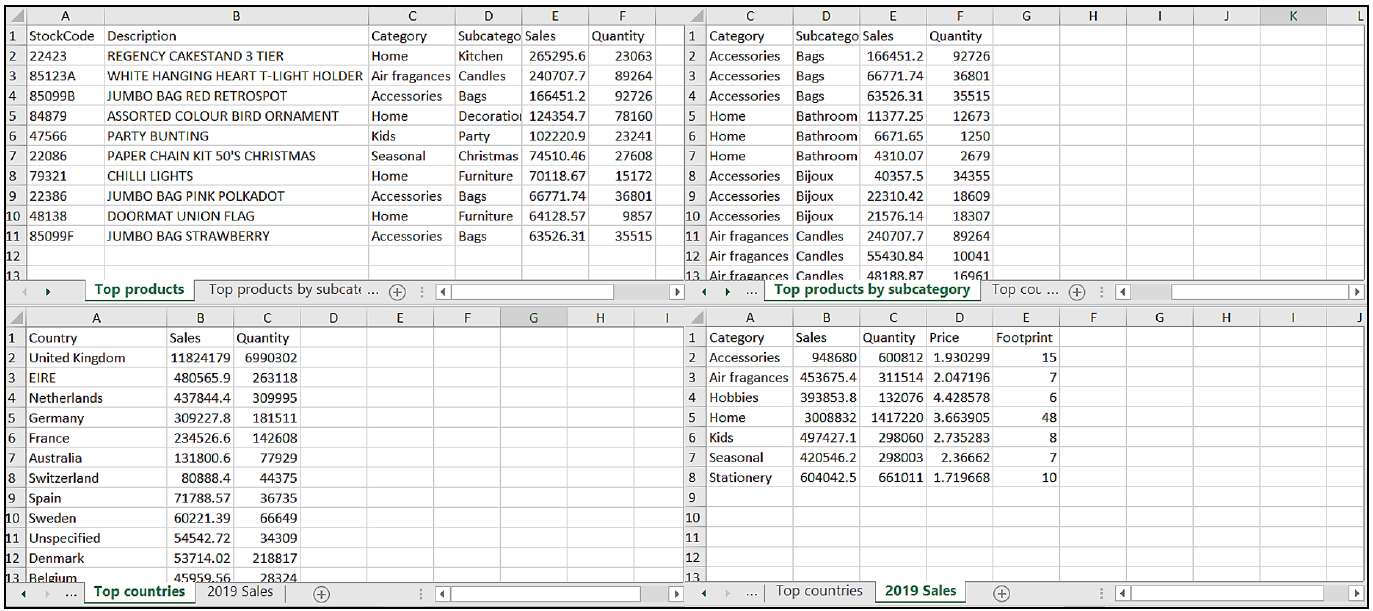 A B C D E F
1 StockCode Description Category Subcatego Sales Quantity
2 22423 REGENCY CAKESTAND 3 TIER Home Kitchen 265295.6 23063
3 85123A WHITE HANGING HEART T-LIGHT HOLDER Air fragances Candles 240707.7 89264
4 85099B JUMBO BAG RED RETROSPOT Accessories Bags 166451.2 92726
5 84879 ASSORTED COLOUR BIRD ORNAMENT Home Decoration 124354.7 78160
6 47566 PARTY BUNTING Kids Party 102220.9 23241
7 22086 PAPER CHAIN KIT 50'S CHRISTMAS Seasonal Christmas 74510.46 27608
8 79321 CHILLI LIGHTS Home Furniture 70118.67 15172
9 22386 JUMBO BAG PINK POLKADOT Accessories Bags 66771.74 36801
10 48138 DOORMAT UNION FLAG Home Furniture 64128.57 9857
11 85099F JUMBO BAG STRAWBERRY Accessories Bags 63526.31 35515
12
13
Top products Top products by subcate ...
C D E F G H I J K L
1 Category Subcatego Sales Quantity
2 Accessories Bags 166451.2 92726
3 Accessories Bags 66771.74 36801
4 Accessories Bags 63526.31 35515
5 Home Bathroom 11377.25 12673
6 Home Bathroom 6671.65 1250
7 Home Bathroom 4310.07 2679
8 Accessories Bijoux 40357.5 34355
9 Accessories Bijoux 22310.42 18609
10 Accessories Bijoux 21576.14 18307
11 Air fragances Candles 240707.7 89264
12 Air fragances Candles 55430.84 10041
13 Air fragances Candles 48188.87 16961
... Top products by subcategory Top cou ...
A B C D E F G H I
1 Country Sales Quantity
2 United Kingdom 11824179 6990302
3 EIRE 480565.9 263118
4 Netherlands 437844.4 309995
5 Germany 309227.8 181511
6 France 234526.6 142608
7 Australia 131800.6 77929
8 Switzerland 80888.4 44375
9 Spain 71788.57 36735
10 Sweden 60221.39 66649
11 Unspecified 54542.72 34309
12 Denmark 53714.02 218817
13 Belgium 45959.56 28324
... Top countries 2019 Sales
A B C D E F G H I J
1 Category Sales Quantity Price Footprint
2 Accessories 948680 600812 1.930299 15
3 Air fragances 453675.4 311514 2.047196 7
4 Hobbies 393853.8 132076 4.428578 6
5 Home 3008832 1417220 3.663905 48
6 Kids 497427.1 298060 2.735283 8
7 Seasonal 420546.2 298003 2.36662 7
8 Stationery 604042.5 661011 1.719668 10
9
10
11
12
13
... Top countries 2019 Sales